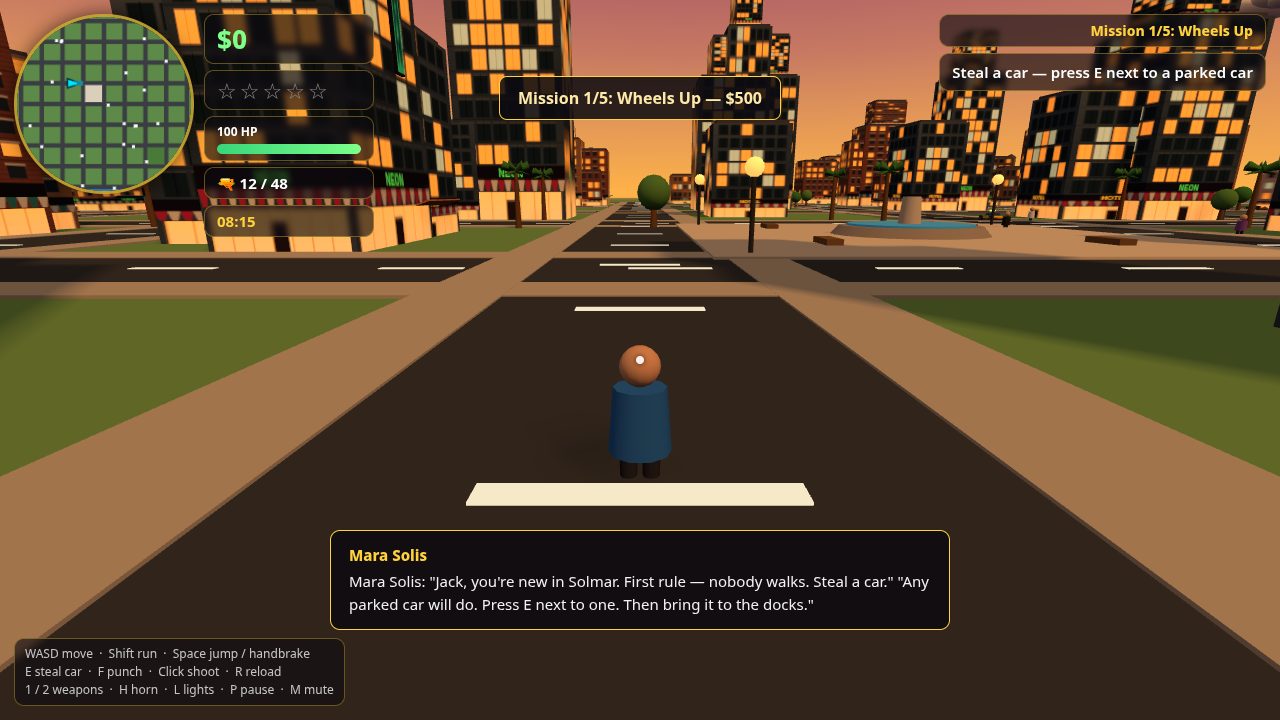 $0
☆☆☆☆☆
100 HP
12 / 48
08:15
Mission 1/5: Wheels Up — $500
Mission 1/5: Wheels Up
Steal a car — press E next to a parked car
NEON
NEON
NEON
Mara Solis
Mara Solis: "Jack, you're new in Solmar. First rule — nobody walks. Steal a car." "Any
parked car will do. Press E next to one. Then bring it to the docks."
WASD move · Shift run · Space jump / handbrake
E steal car · F punch · Click shoot · R reload
1 / 2 weapons · H horn · L lights · P pause · M mute